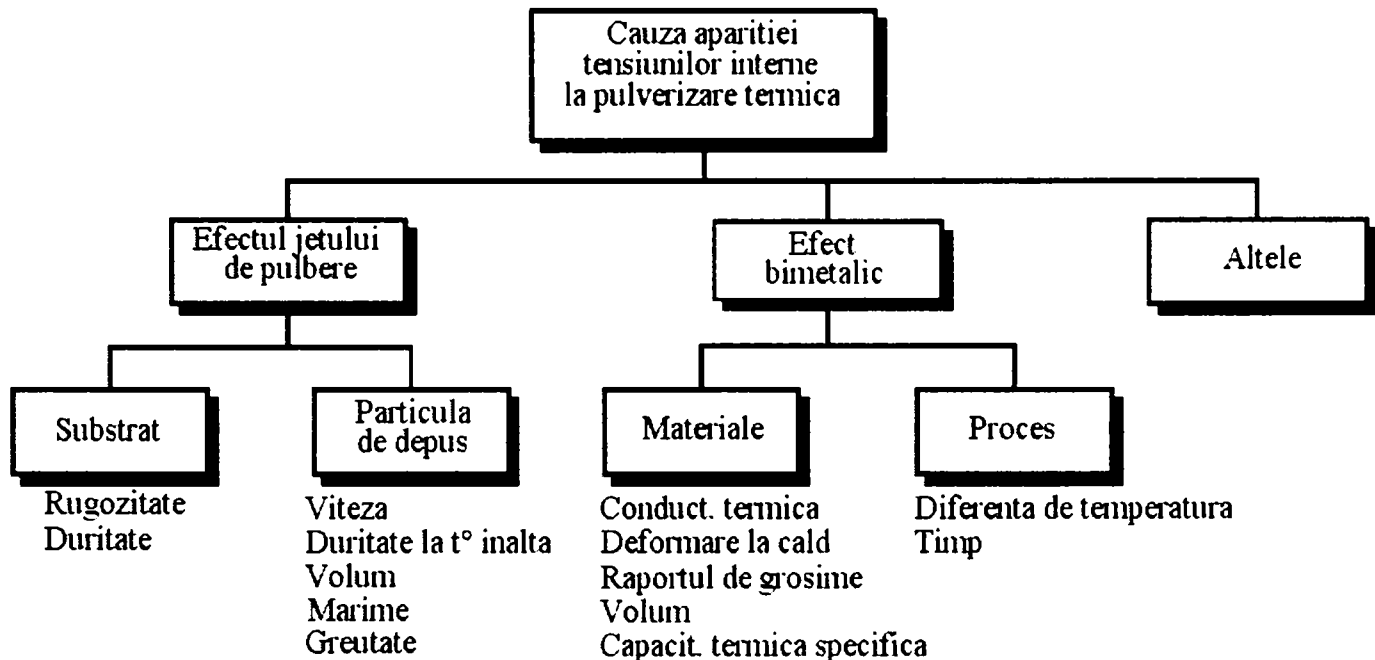 Cauza aparitiei
tensiunilor interne
la pulverizare termica
Efectul jetului
de pulbere
Efect
bimetalic
Altele
Substrat
Particula
de depus
Materiale
Proces
Rugozitate
Duritate
Viteza
Duritate la t° inalta
Volum
Marime
Greutate
Conduct. termica
Deformare la cald
Raportul de grosime
Volum
Capacit. termica specifica
Diferenta de temperatura
Timp